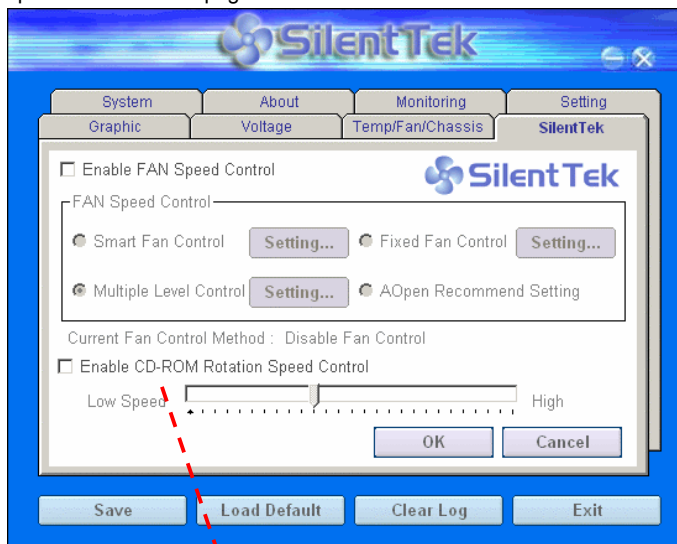 SilentTek
System About Monitoring Setting
Graphic Voltage Temp/Fan/Chassis SilentTek
Enable FAN Speed Control
SilentTek
FAN Speed Control
Smart Fan Control Setting... Fixed Fan Control Setting...
Multiple Level Control Setting... AOpen Recommend Setting
Current Fan Control Method : Disable Fan Control
Enable CD-ROM Rotation Speed Control
Low Speed High
OK Cancel
Save Load Default Clear Log Exit